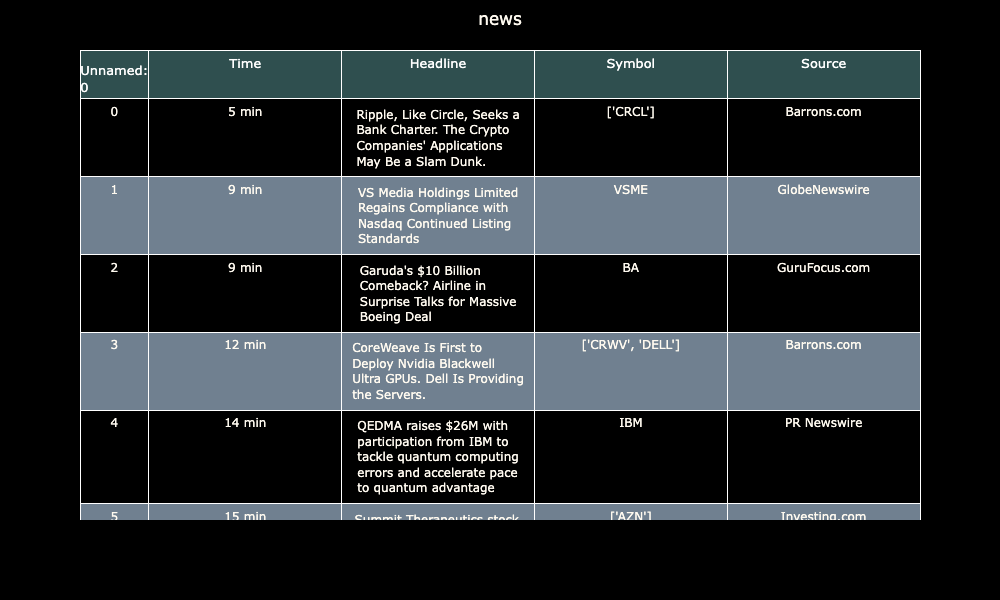 news
Unnamed: 0 Time Headline Symbol Source
0 5 min Ripple, Like Circle, Seeks a ['CRCL'] Barrons.com
Bank Charter. The Crypto
Companies' Applications
May Be a Slam Dunk.
1 9 min VS Media Holdings Limited VSME GlobeNewswire
Regains Compliance with
Nasdaq Continued Listing
Standards
2 9 min Garuda's $10 Billion BA GuruFocus.com
Comeback? Airline in
Surprise Talks for Massive
Boeing Deal
3 12 min CoreWeave Is First to ['CRWV', 'DELL'] Barrons.com
Deploy Nvidia Blackwell
Ultra GPUs. Dell Is Providing
the Servers.
4 14 min QEDMA raises $26M with IBM PR Newswire
participation from IBM to
tackle quantum computing
errors and accelerate pace
to quantum advantage
5 15 min Summit Therapeutics stock ['AZN'] Investing.com